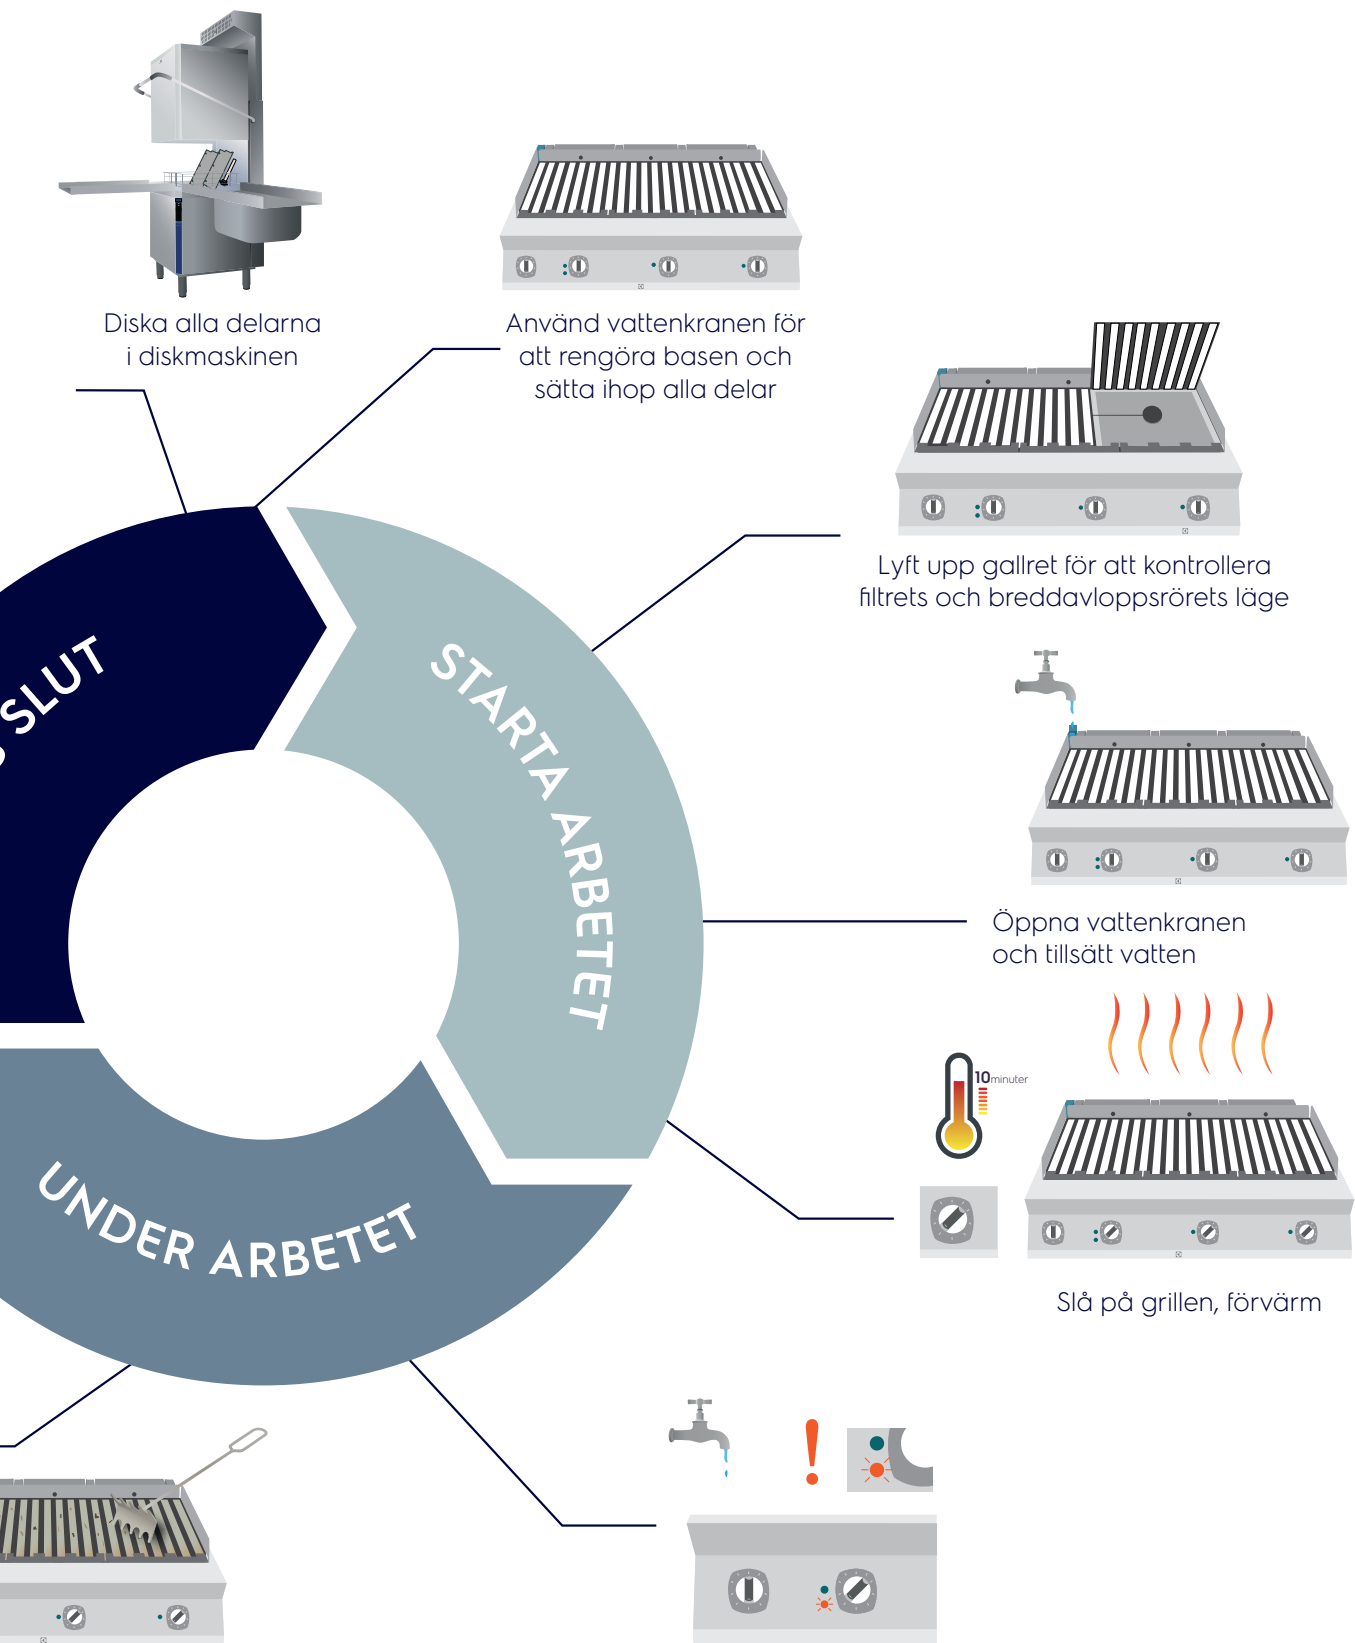 Diska alla delarna
i diskmaskinen
Använd vattenkranen för
att rengöra basen och
sätta ihop alla delar
Lyft upp gallret för att kontrollera
filtrets och breddavloppsrörets läge
SLUT
STARTA ARBETET
Öppna vattenkranen
och tillsätt vatten
10 minuter
UNDER ARBETET
Slå på grillen, förvärm